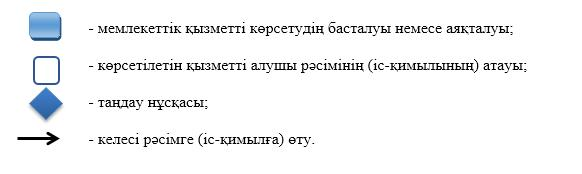 - мемлекеттік қызметті көрсетудің басталуы немесе аяқталуы;
- көрсетілетін қызметті алушы рәсімінің (іс-қимылының) атауы;
- таңдау нұсқасы;
- келесі рәсімге (іс-қимылға) өту.